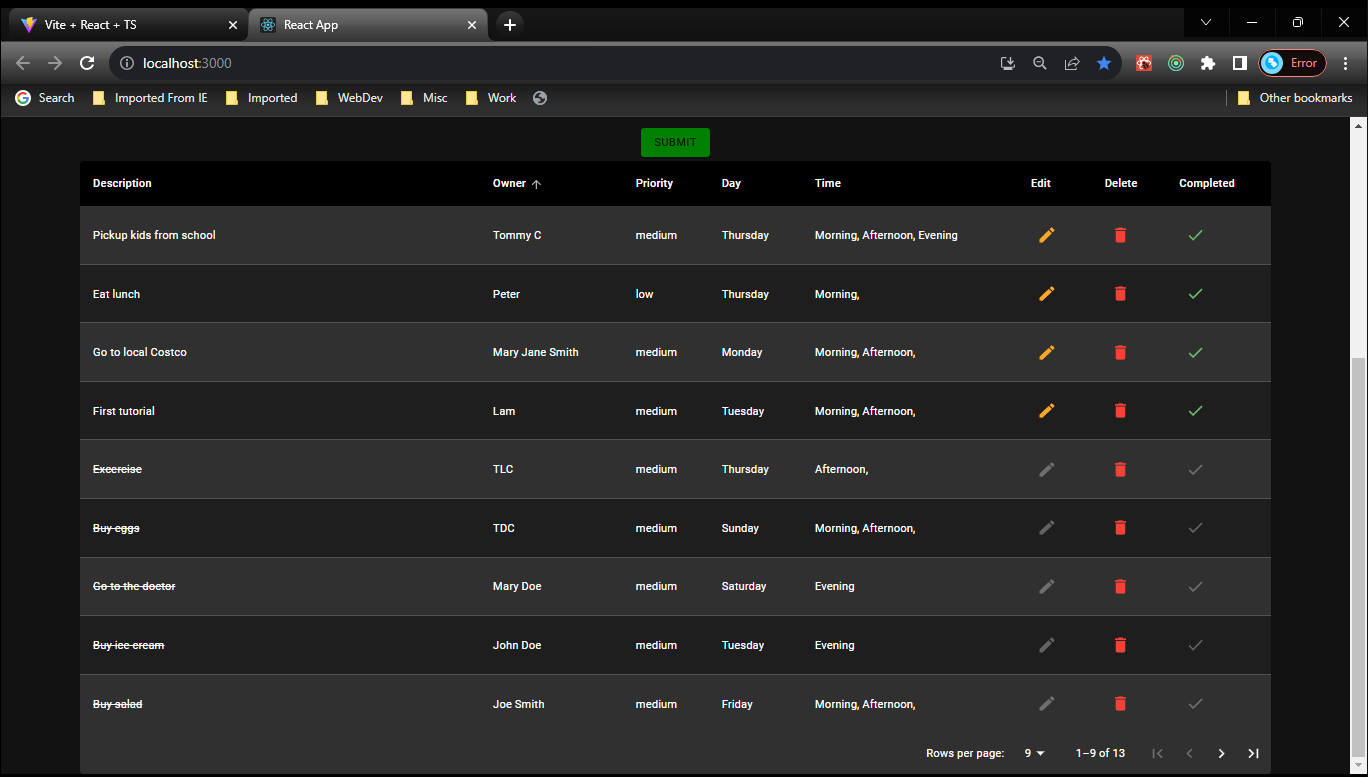 Vite + React + TS
React App
localhost:3000
Error
Search Imported From IE Imported WebDev Misc Work Other bookmarks
SUBMIT
Description Owner Priority Day Time Edit Delete Completed
Pickup kids from school Tommy C medium Thursday Morning, Afternoon, Evening
Eat lunch Peter low Thursday Morning,
Go to local Costco Mary Jane Smith medium Monday Morning, Afternoon,
First tutorial Lam medium Tuesday Morning, Afternoon,
Excercise TLC medium Thursday Afternoon,
Buy eggs TDC medium Sunday Morning, Afternoon,
Go to the doctor Mary Doe medium Saturday Evening
Buy ice cream John Doe medium Tuesday Evening
Buy salad Joe Smith medium Friday Morning, Afternoon,
Rows per page: 9 1–9 of 13